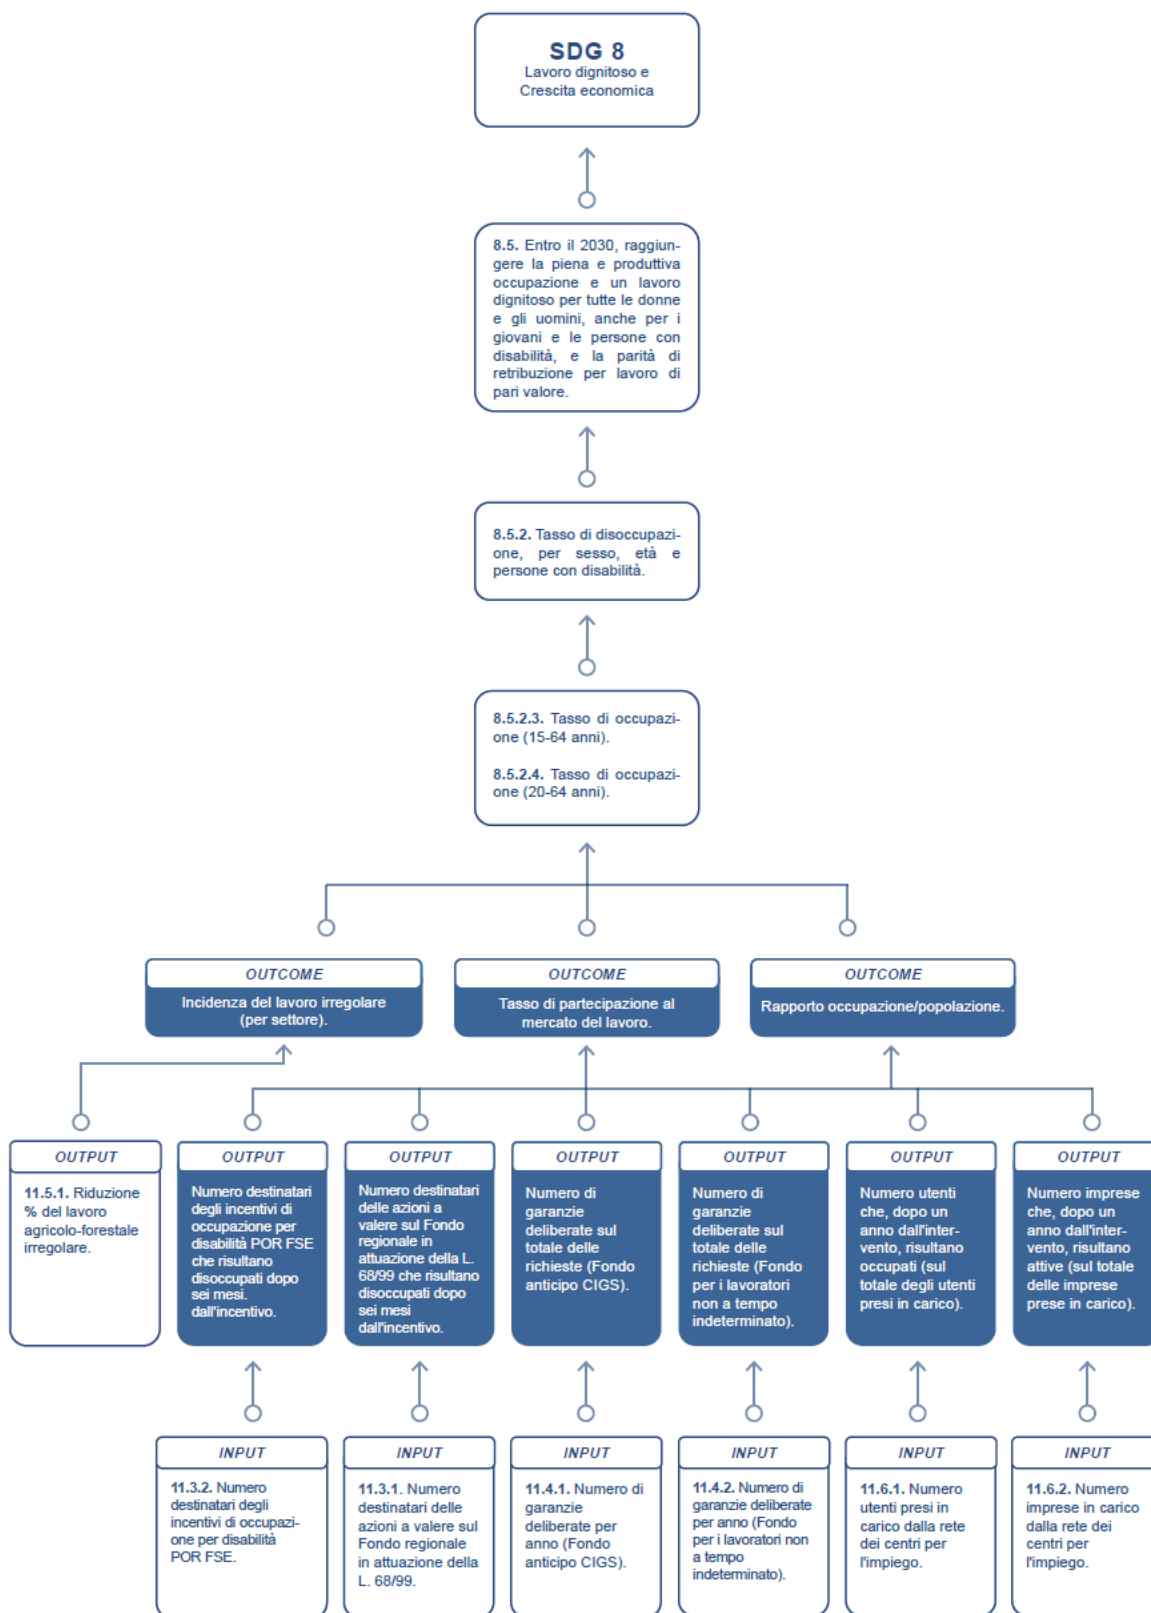 SDG 8
Lavoro dignitoso e
Crescita economica
8.5. Entro il 2030, raggiun-
gere la piena e produttiva
occupazione e un lavoro
dignitoso per tutte le donne
e gli uomini, anche per i
giovani e le persone con
disabilità, e la parità di
retribuzione per lavoro di
pari valore.
8.5.2. Tasso di disoccupazi-
one, per sesso, età e
persone con disabilità.
8.5.2.3. Tasso di occupazi-
one (15-64 anni).
8.5.2.4. Tasso di occupazi-
one (20-64 anni).
OUTCOME
Incidenza del lavoro irregolare
(per settore).
OUTCOME
Tasso di partecipazione al
mercato del lavoro.
OUTCOME
Rapporto occupazione/popolazione.
OUTPUT
11.5.1. Riduzione
% del lavoro
agricolo-forestale
irregolare.
OUTPUT
Numero destinatari
degli incentivi di
occupazione per
disabilità POR FSE
che risultano
disoccupati dopo
sei mesi.
dall'incentivo.
OUTPUT
Numero destinatari
delle azioni a
valere sul Fondo
regionale in
attuazione della L.
68/99 che risultano
disoccupati dopo
sei mesi
dall'incentivo.
OUTPUT
Numero di
garanzie
deliberate sul
totale delle
richieste (Fondo
anticipo CIGS).
OUTPUT
Numero di
garanzie
deliberate sul
totale delle
richieste (Fondo
per i lavoratori
non a tempo
indeterminato).
OUTPUT
Numero utenti
che, dopo un
anno dall'inter-
vento, risultano
occupati (sul
totale degli utenti
presi in carico).
OUTPUT
Numero imprese
che, dopo un
anno dall'inter-
vento, risultano
attive (sul totale
delle imprese
prese in carico).
INPUT
11.3.2. Numero
destinatari degli
incentivi di occupazi-
one per disabilità
POR FSE.
INPUT
11.3.1. Numero
destinatari delle
azioni a valere sul
Fondo regionale
in attuazione della
L. 68/99.
INPUT
11.4.1. Numero di
garanzie
deliberate per
anno (Fondo
anticipo CIGS).
INPUT
11.4.2. Numero di
garanzie deliberate
per anno (Fondo
per i lavoratori non
a tempo
indeterminato).
INPUT
11.6.1. Numero
utenti presi in
carico dalla rete
dei centri per
l'impiego.
INPUT
11.6.2. Numero
imprese in carico
dalla rete dei
centri per
l'impiego.